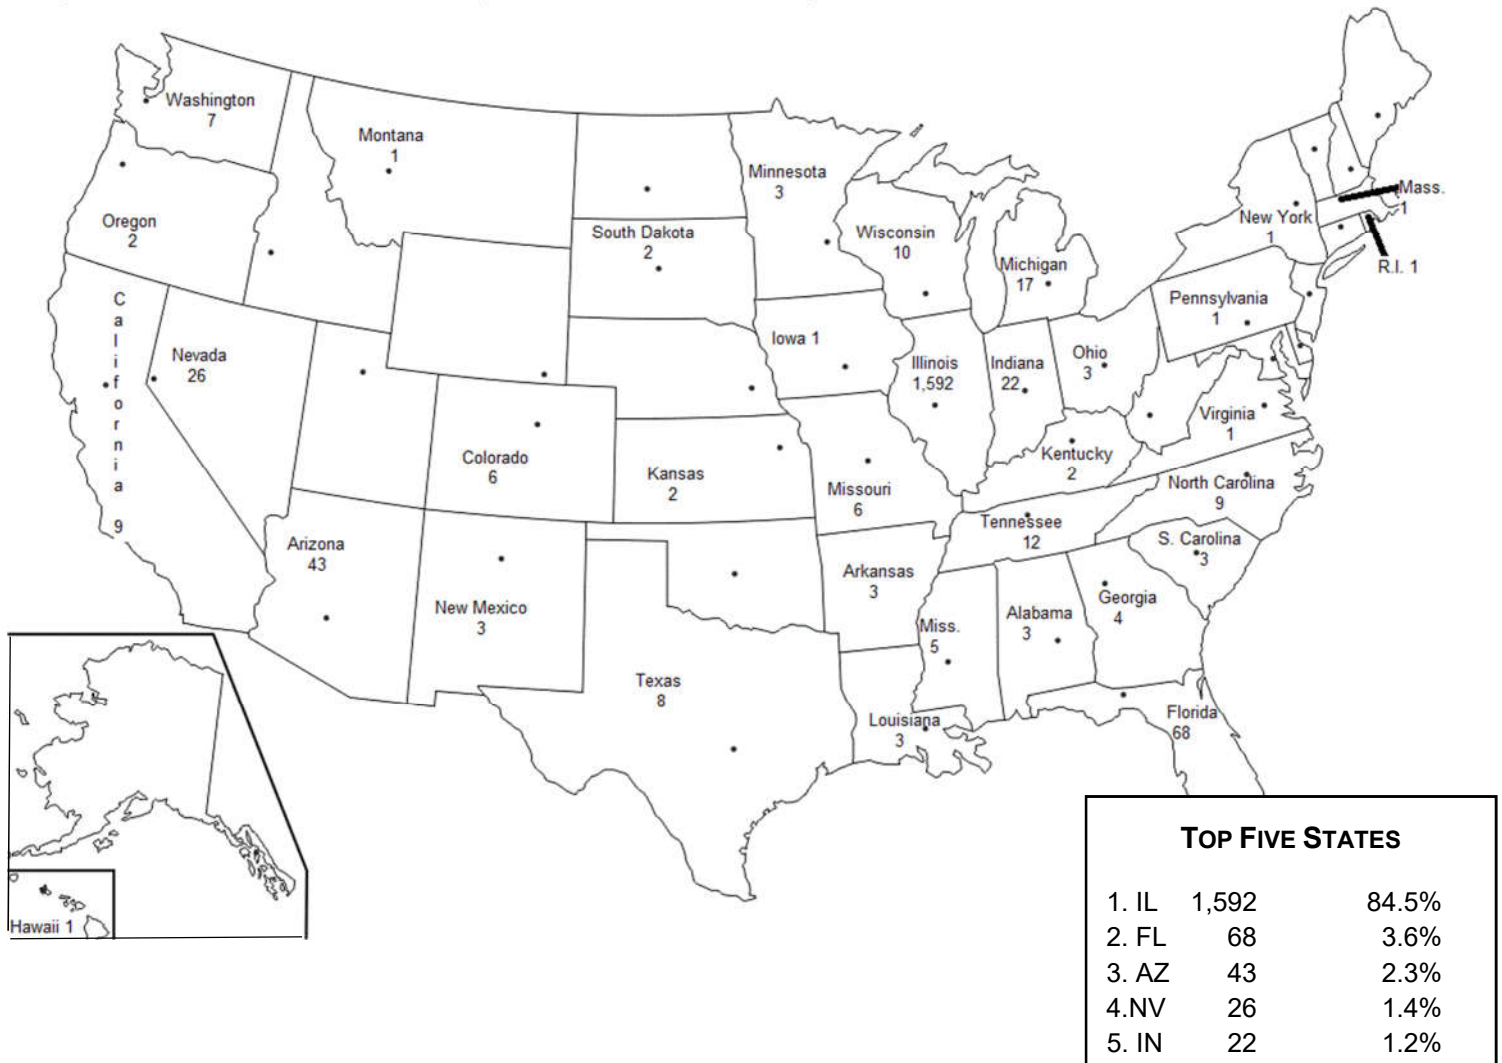 Washington
7
Montana
1
Minnesota
3
Mass.
1
Oregon
2
South Dakota
2
Wisconsin
10
New York
1
Michigan
17
R.I. 1
Pennsylvania
1
California 9
Nevada
26
Iowa 1
Illinois
1,592
Indiana
22
Ohio
3
Virginia
1
Colorado
6
Kansas
2
Missouri
6
Kentucky
2
North Carolina
9
Tennessee
12
S. Carolina
3
Arizona
43
New Mexico
3
Arkansas
3
Miss.
5
Alabama
3
Georgia
4
Texas
8
Louisiana
3
Florida
68
Hawaii 1
TOP FIVE STATES
1. IL 1,592 84.5%
2. FL 68 3.6%
3. AZ 43 2.3%
4.NV 26 1.4%
5. IN 22 1.2%